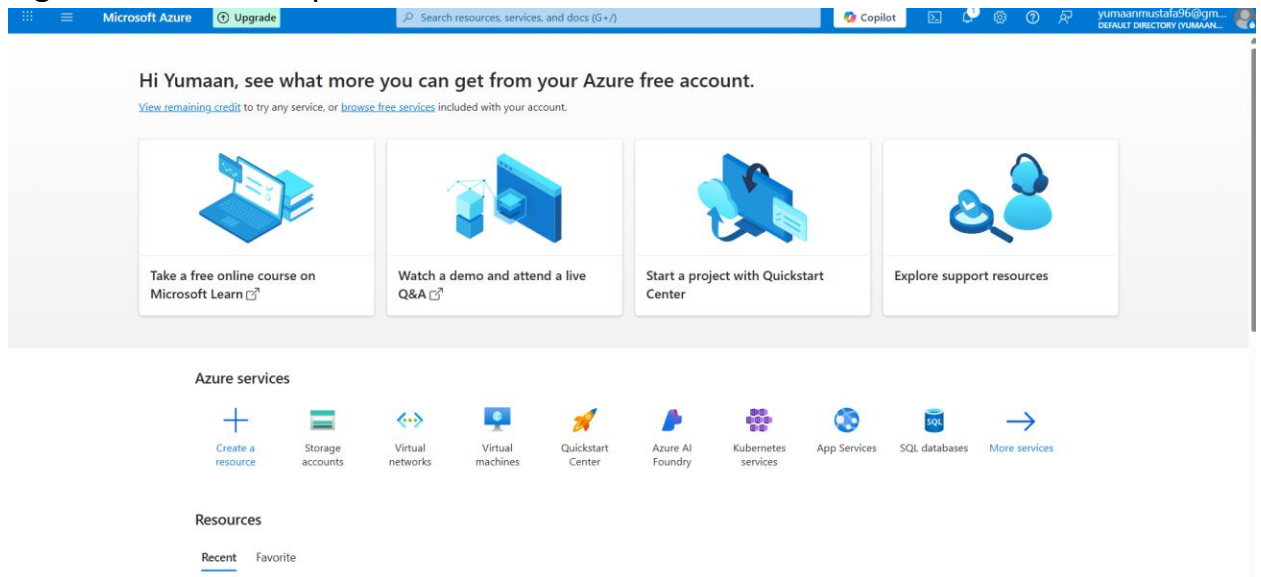 Microsoft Azure
Upgrade
Search resources, services, and docs (G+/)
Copilot
1
yumaanmustafa96@gm...
DEFAULT DIRECTORY (YUMAAN...
Hi Yumaan, see what more you can get from your Azure free account.
View remaining credit to try any service, or browse free services included with your account.
Take a free online course on
Microsoft Learn
Watch a demo and attend a live
Q&A
Start a project with Quickstart
Center
Explore support resources
Azure services
Create a
resource
Storage
accounts
Virtual
networks
Virtual
machines
Quickstart
Center
Azure AI
Foundry
Kubernetes
services
App Services
SQL
SQL databases
More services
Resources
Recent
Favorite